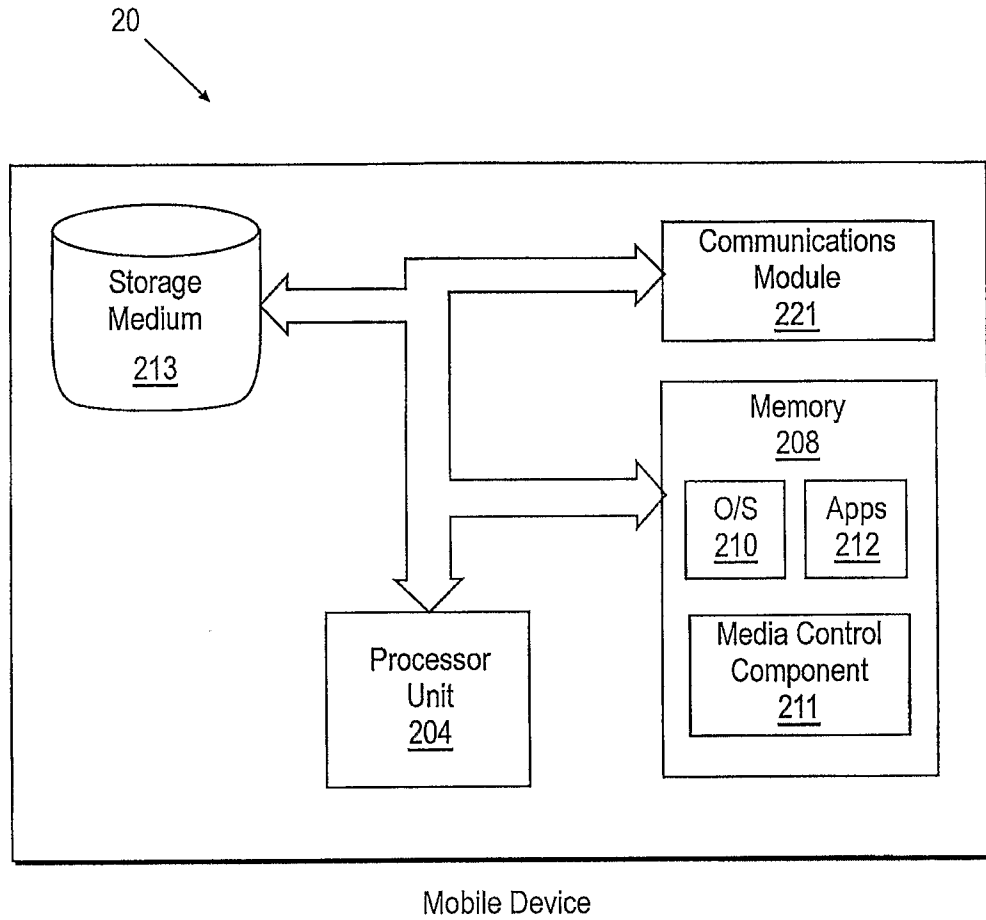 20
Storage
Medium
213
Communications
Module
221
Memory
208
O/S
210
Apps
212
Media Control
Component
211
Processor
Unit
204
Mobile Device